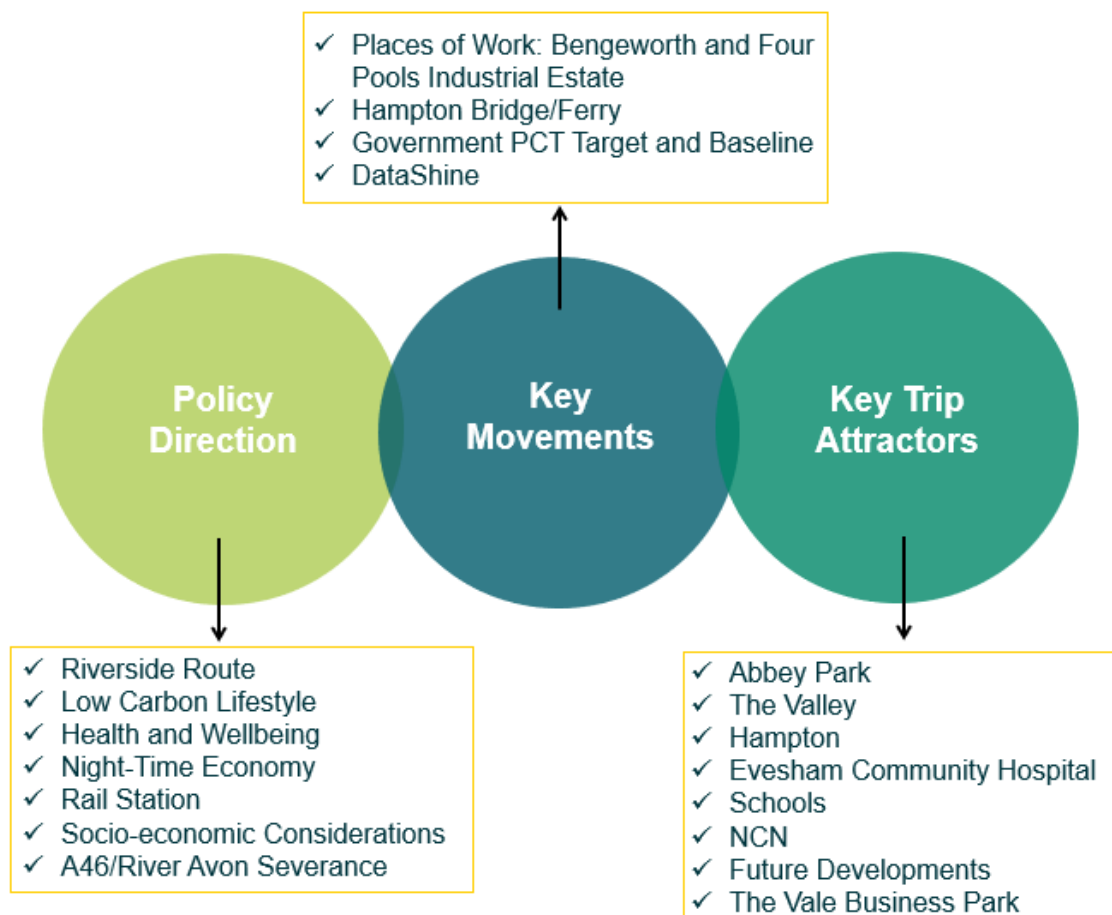 ✓ Places of Work: Bengeworth and Four
Pools Industrial Estate
✓ Hampton Bridge/Ferry
✓ Government PCT Target and Baseline
✓ DataShine
Policy
Direction
Key
Movements
Key Trip
Attractors
✓ Riverside Route
✓ Low Carbon Lifestyle
✓ Health and Wellbeing
✓ Night-Time Economy
✓ Rail Station
✓ Socio-economic Considerations
✓ A46/River Avon Severance
✓ Abbey Park
✓ The Valley
✓ Hampton
✓ Evesham Community Hospital
✓ Schools
✓ NCN
✓ Future Developments
✓ The Vale Business Park